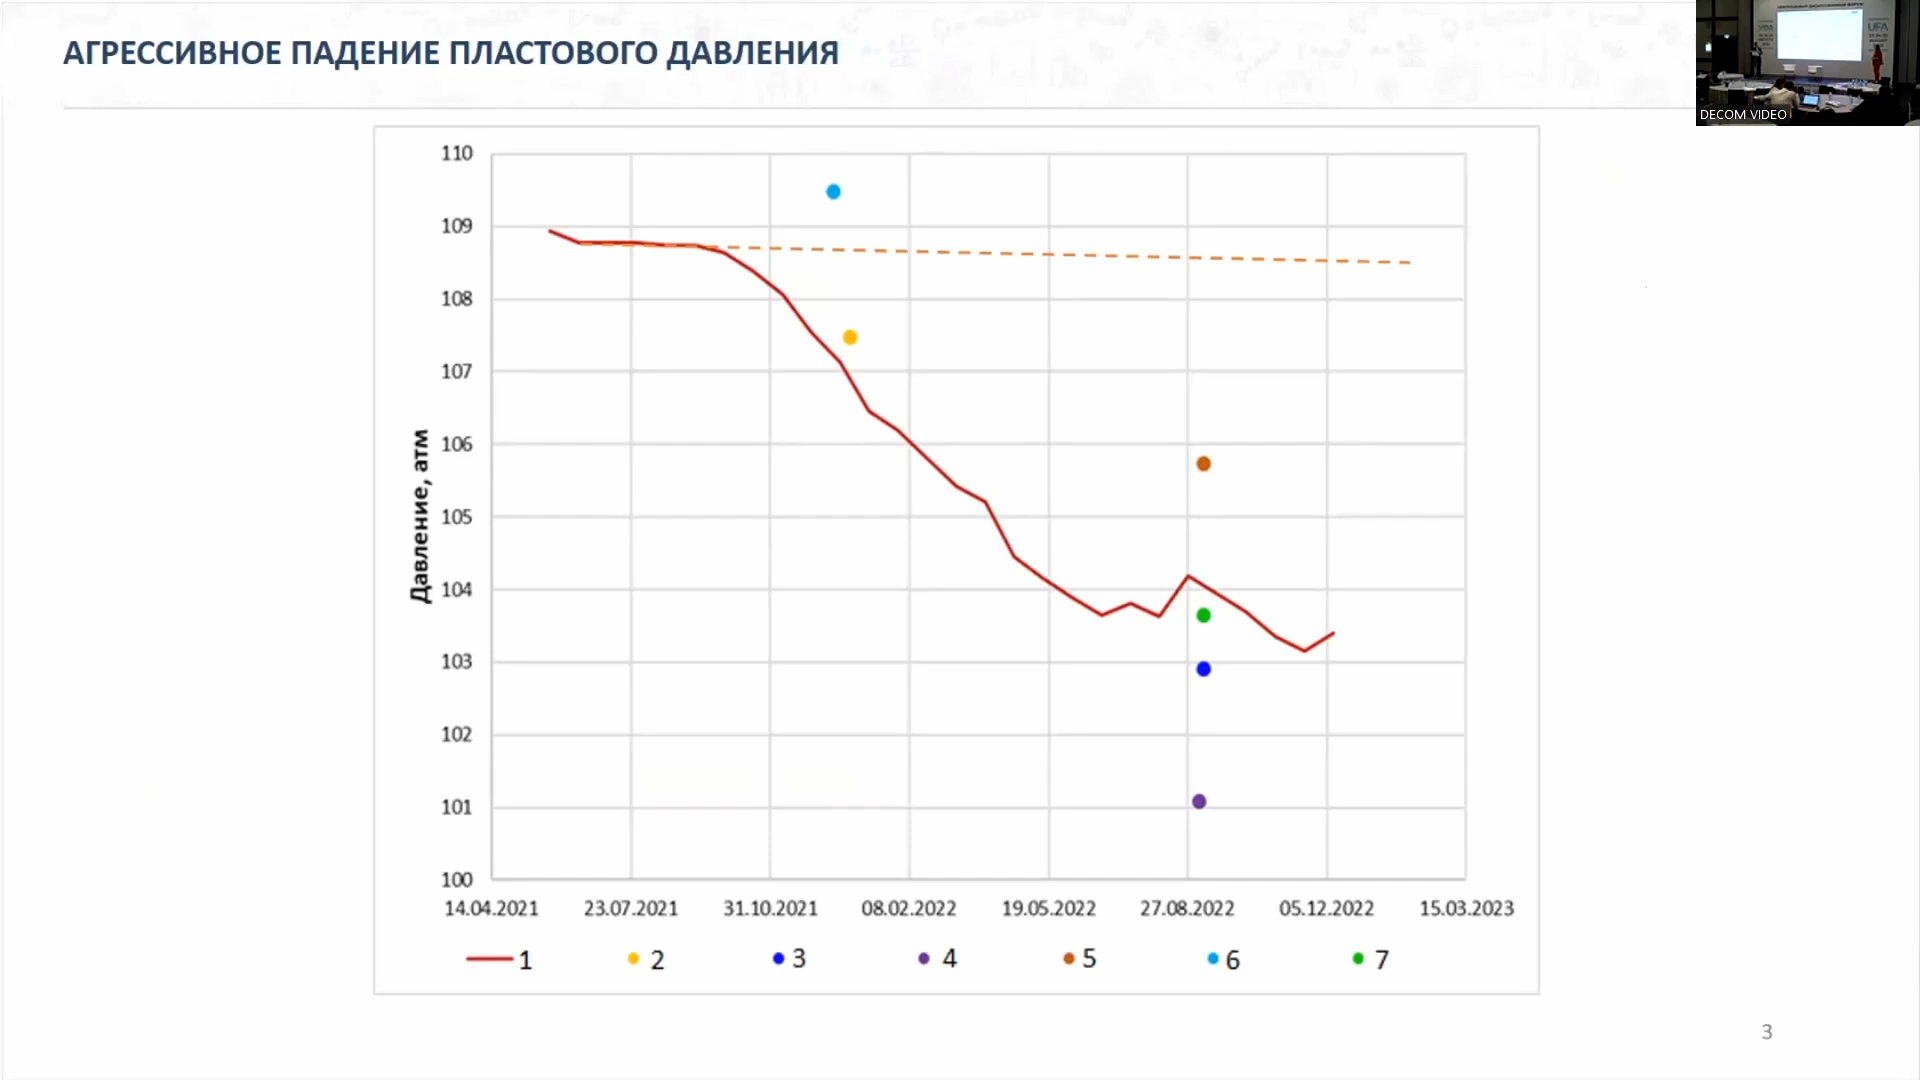 АГРЕССИВНОЕ ПАДЕНИЕ ПЛАСТОВОГО ДАВЛЕНИЯ
DECOM VIDEO
UFA
Давление, атм
110
109
108
107
106
105
104
103
102
101
100
14.04.2021 23.07.2021 31.10.2021 08.02.2022 19.05.2022 27.08.2022 05.12.2022 15.03.2023
1 2 3 4 5 6 7
3